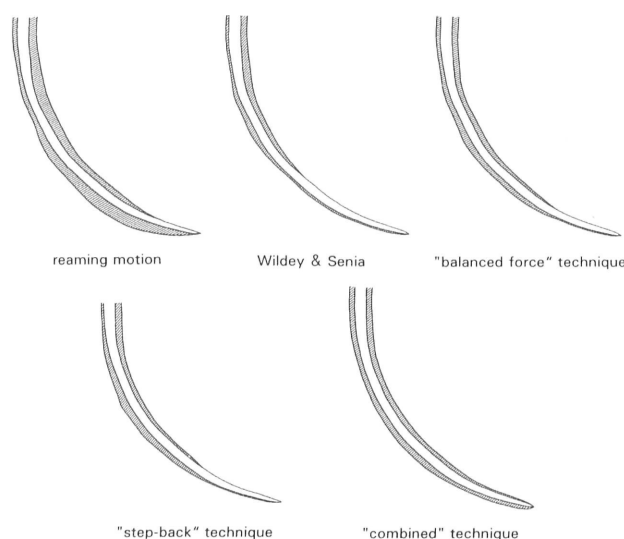 reaming motion
Wildey & Senia
"balanced force" technique
"step-back" technique
"combined" technique